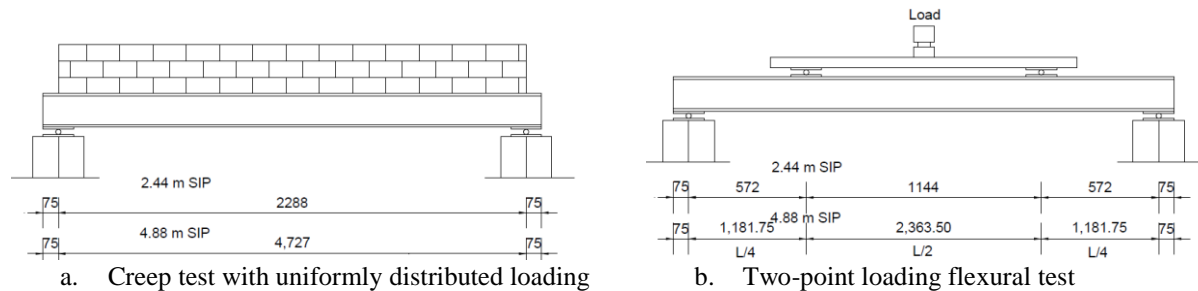 Load
2.44 m SIP
75 2288 75
4.88 m SIP
75 4,727 75
2.44 m SIP
75 572 1144 572 75
4.88 m SIP
75 1,181.75 2,363.50 1,181.75 75
L/4 L/2 L/4
a. Creep test with uniformly distributed loading
b. Two-point loading flexural test